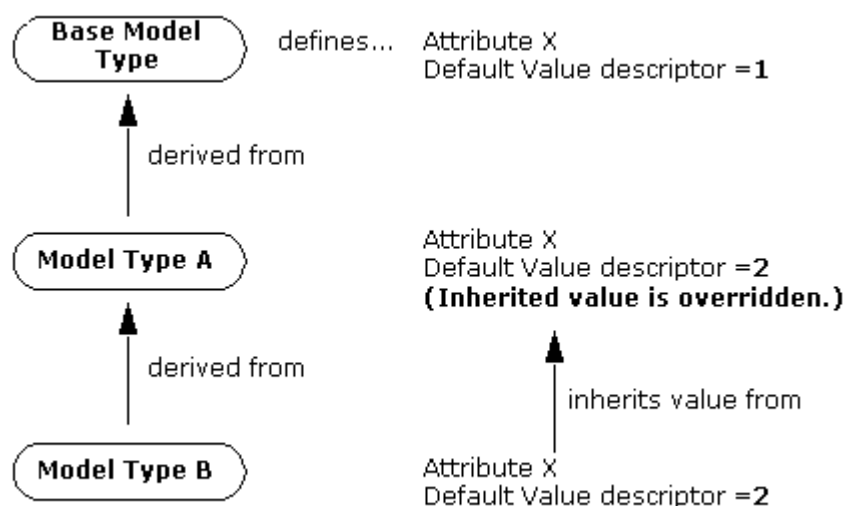 Base Model
Type
defines...
Attribute X
Default Value descriptor =1
derived from
Model Type A
Attribute X
Default Value descriptor =2
(Inherited value is overridden.)
derived from
inherits value from
Model Type B
Attribute X
Default Value descriptor =2